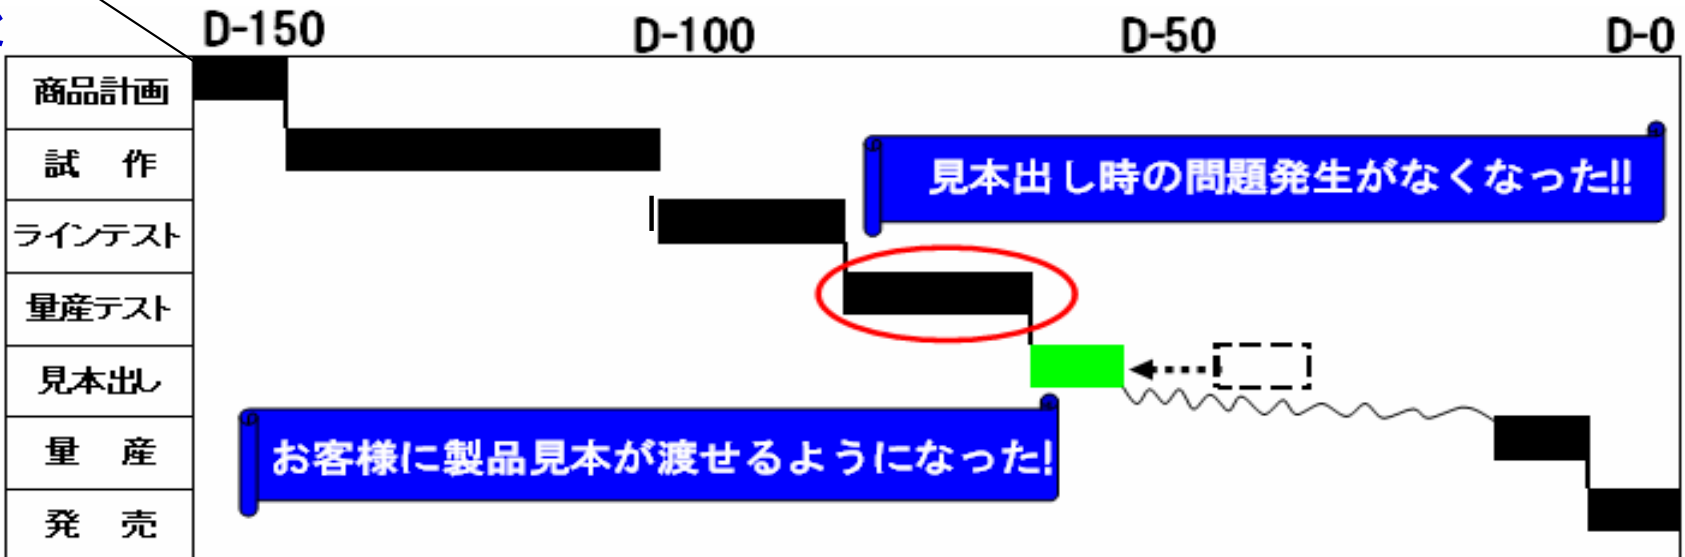 D-150 D-100 D-50 D-0
商品計画
試 作
見本出し時の問題発生がなくなった!!
ラインテスト
量産テスト
見本出し
お客様に製品見本が渡せるようになった!
量 産
発 売